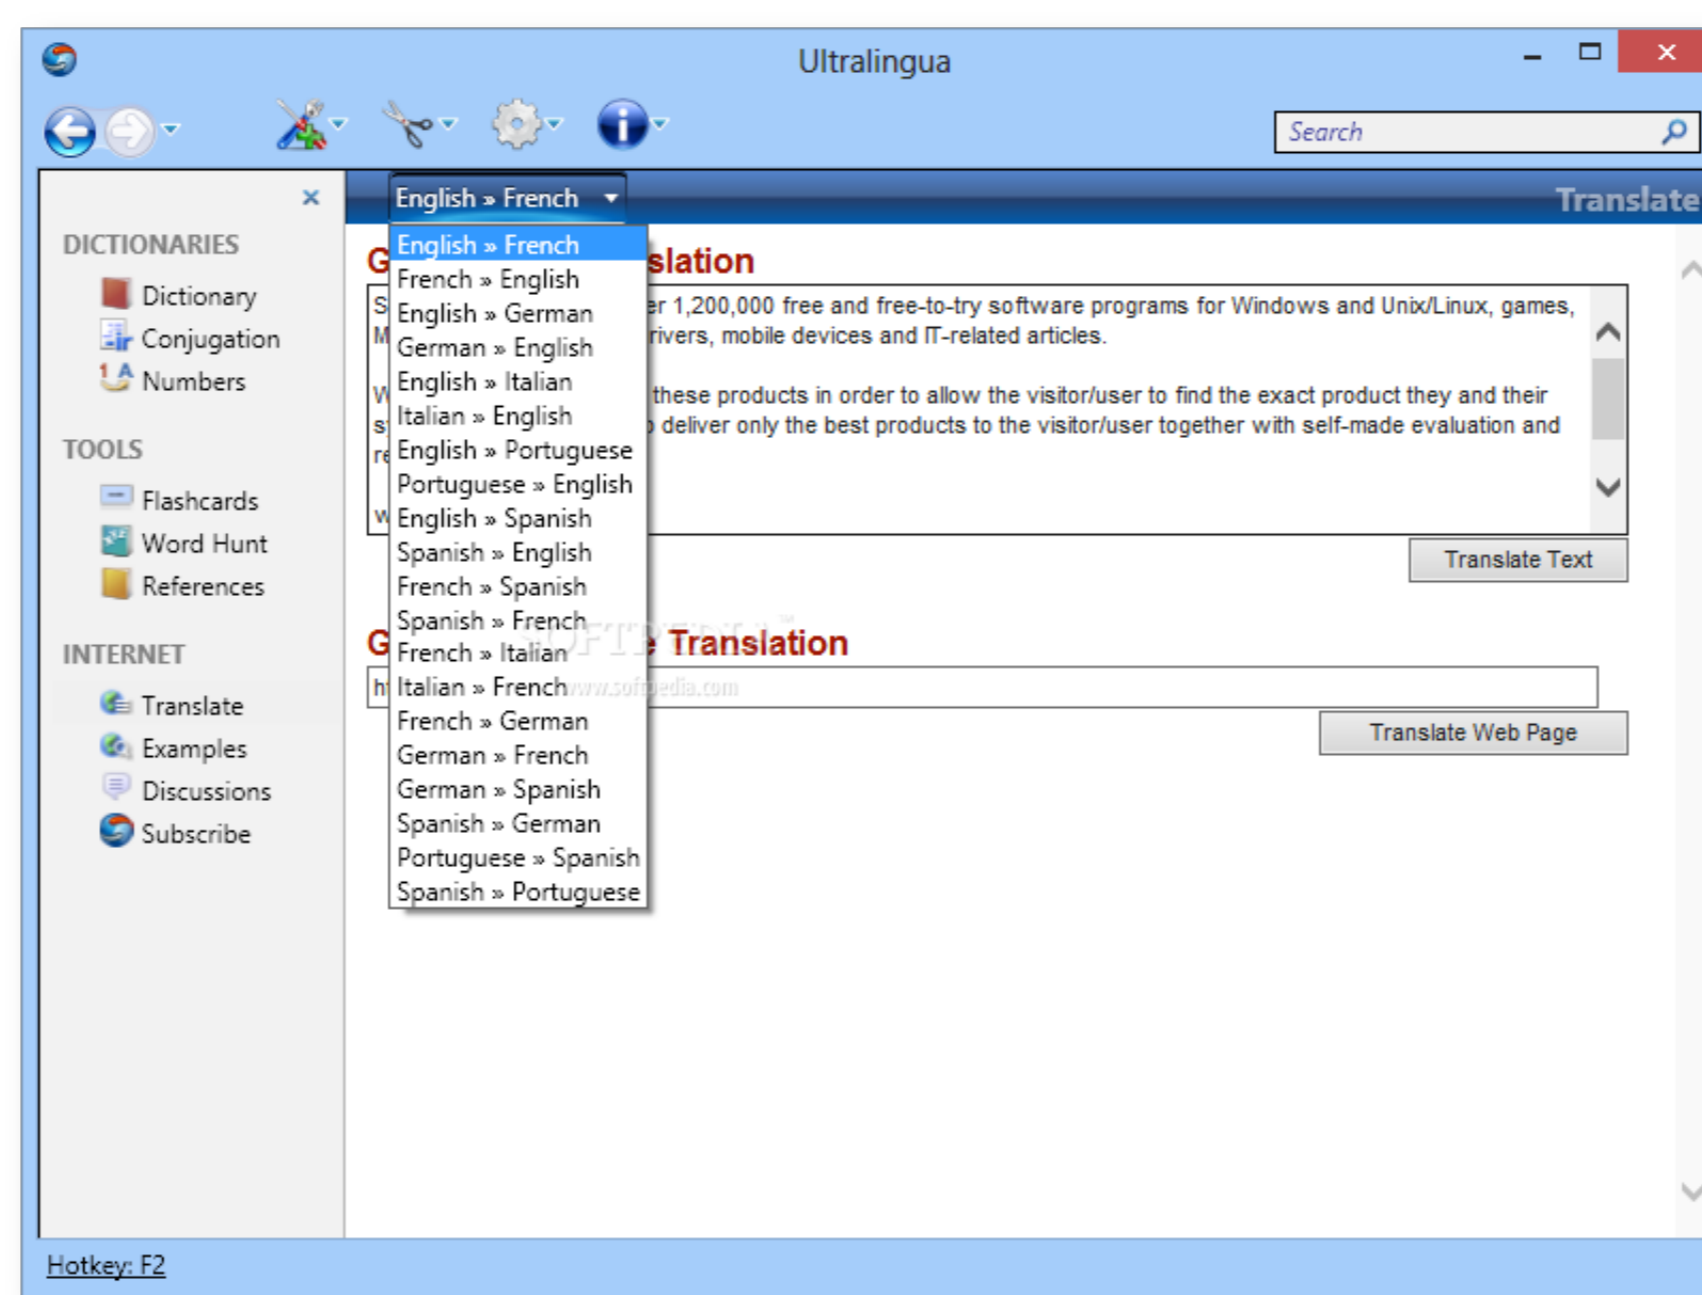 Ultralingua
Search
English » French
Translate
DICTIONARIES
Dictionary
Conjugation
Numbers
TOOLS
Flashcards
Word Hunt
References
INTERNET
Translate
Examples
Discussions
Subscribe
English » French
French » English
English » German
German » English
English » Italian
Italian » English
English » Portuguese
Portuguese » English
English » Spanish
Spanish » English
French » Spanish
Spanish » French
French » Italian
Italian » French
French » German
German » French
German » Spanish
Spanish » German
Portuguese » Spanish
Spanish » Portuguese
1,200,000 free and free-to-try software programs for Windows and Unix/Linux, games,
mobile devices and IT-related articles.
these products in order to allow the visitor/user to find the exact product they and their
deliver only the best products to the visitor/user together with self-made evaluation and
Translate Text
Translation
SOFTPEDIA
www.softpedia.com
Translate Web Page
Hotkey: F2